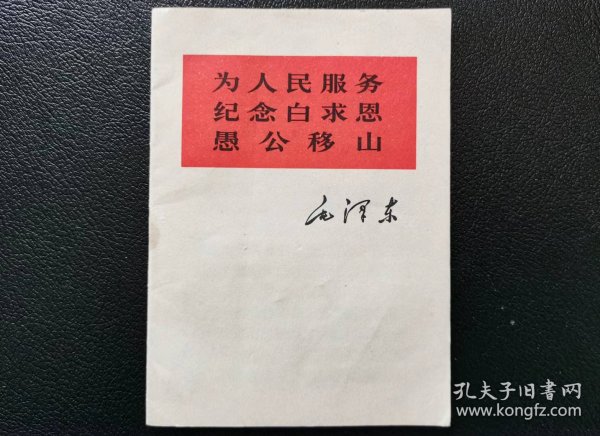 为人民服务
纪念白求恩
愚公移山
毛泽东
孔夫子旧书网
www.kongfz.com